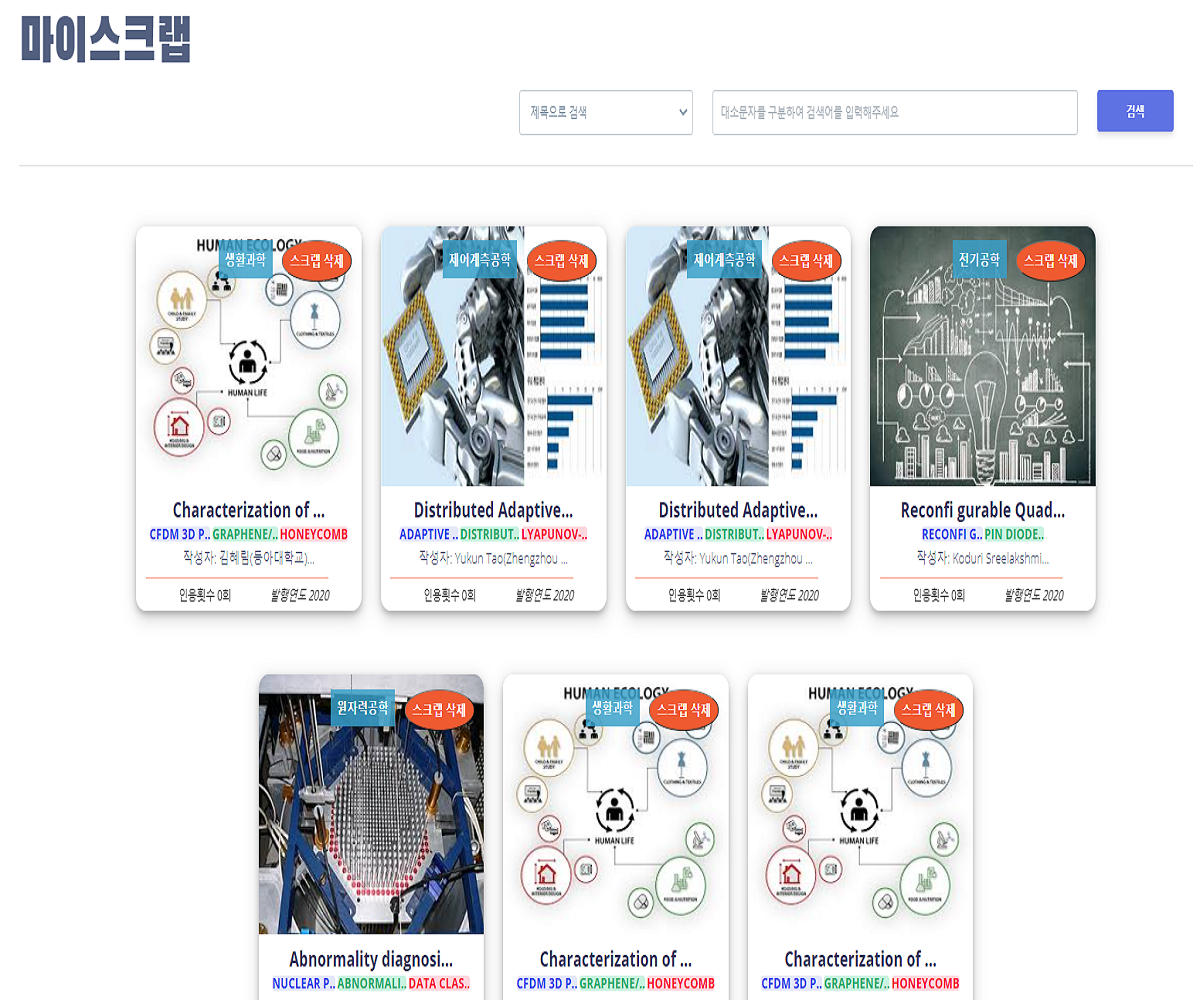 마이스크랩
제목으로 검색 대소문자를 구분하여 검색어를 입력해주세요 검색
HUMAN ECOLOGY
생활과학 스크랩 삭제
CHILD & FAMILY STUDY
CLOTHING & TEXTILES
HUMAN LIFE
HOUSING & INTERIOR DESIGN
FOOD & NUTRITION
Characterization of ...
CFDM 3D P.. GRAPHENE/.. HONEYCOMB
작성자: 김혜림(동아대학교)...
인용횟수 0회 발행연도 2020
제어계측공학 스크랩 삭제
Distributed Adaptive...
ADAPTIVE .. DISTRIBUT.. LYAPUNOV-..
작성자: Yukun Tao(Zhengzhou ...
인용횟수 0회 발행연도 2020
제어계측공학 스크랩 삭제
Distributed Adaptive...
ADAPTIVE .. DISTRIBUT.. LYAPUNOV-..
작성자: Yukun Tao(Zhengzhou ...
인용횟수 0회 발행연도 2020
전기공학 스크랩 삭제
Reconfi gurable Quad...
RECONFI G.. PIN DIODE..
작성자: Koduri Sreelakshmi...
인용횟수 0회 발행연도 2020
원자력공학 스크랩 삭제
Abnormality diagnosi...
NUCLEAR P.. ABNORMALI.. DATA CLAS..
HUMAN ECOLOGY
생활과학 스크랩 삭제
CHILD & FAMILY STUDY
CLOTHING & TEXTILES
HUMAN LIFE
HOUSING & INTERIOR DESIGN
FOOD & NUTRITION
Characterization of ...
CFDM 3D P.. GRAPHENE/.. HONEYCOMB
HUMAN ECOLOGY
생활과학 스크랩 삭제
CHILD & FAMILY STUDY
CLOTHING & TEXTILES
HUMAN LIFE
HOUSING & INTERIOR DESIGN
FOOD & NUTRITION
Characterization of ...
CFDM 3D P.. GRAPHENE/.. HONEYCOMB